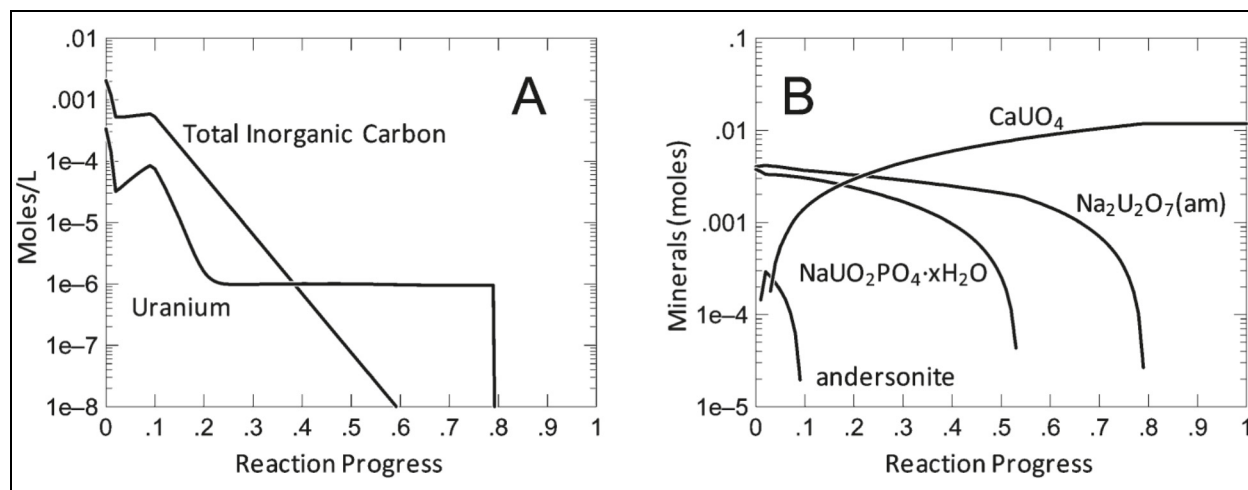 A
.01
.001
1e–4
1e–5
1e–6
1e–7
1e–8
Moles/L
Total Inorganic Carbon
Uranium
0 .1 .2 .3 .4 .5 .6 .7 .8 .9 1
Reaction Progress
B
.1
.01
.001
1e–4
1e–5
Minerals (moles)
CaUO₄
Na₂U₂O₇(am)
NaUO₂PO₄·xH₂O
andersonite
0 .1 .2 .3 .4 .5 .6 .7 .8 .9 1
Reaction Progress